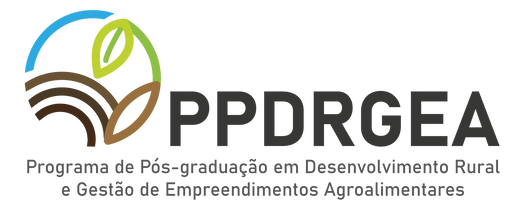 PPDRGEA
Programa de Pós-graduação em Desenvolvimento Rural
e Gestão de Empreendimentos Agroalimentares